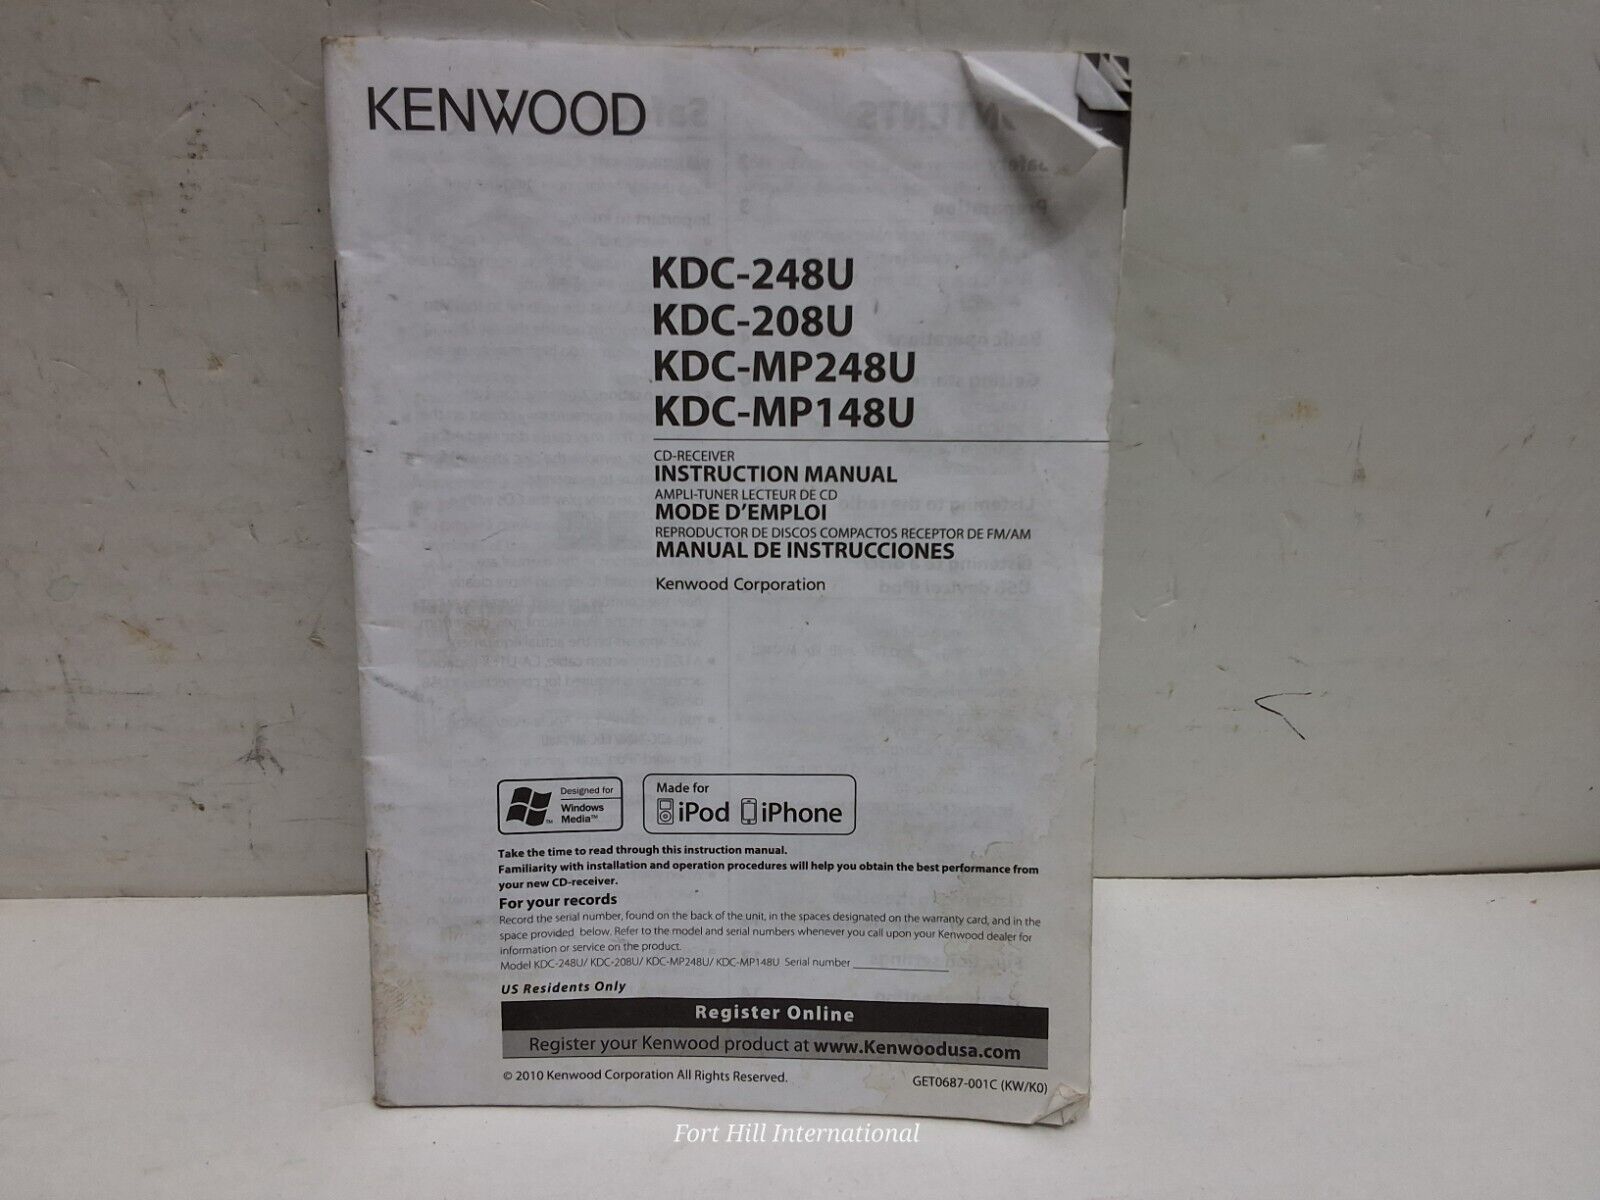 KENWOOD
KDC-248U
KDC-208U
KDC-MP248U
KDC-MP148U
CD-RECEIVER
INSTRUCTION MANUAL
AMPLI-TUNER LECTEUR DE CD
MODE D'EMPLOI
REPRODUCTOR DE DISCOS COMPACTOS RECEPTOR DE FM/AM
MANUAL DE INSTRUCCIONES
Kenwood Corporation
Designed for
Windows
Media™
Made for
iPod iPhone
Take the time to read through this instruction manual.
Familiarity with installation and operation procedures will help you obtain the best performance from
your new CD-receiver.
For your records
Record the serial number, found on the back of the unit, in the spaces designated on the warranty card, and in the
space provided below. Refer to the model and serial numbers whenever you call upon your Kenwood dealer for
information or service on the product.
Model KDC-248U/ KDC-208U/ KDC-MP248U/ KDC-MP148U Serial number
US Residents Only
Register Online
Register your Kenwood product at www.Kenwoodusa.com
© 2010 Kenwood Corporation All Rights Reserved.
GET0687-001C (KW/K0)
Fort Hill International